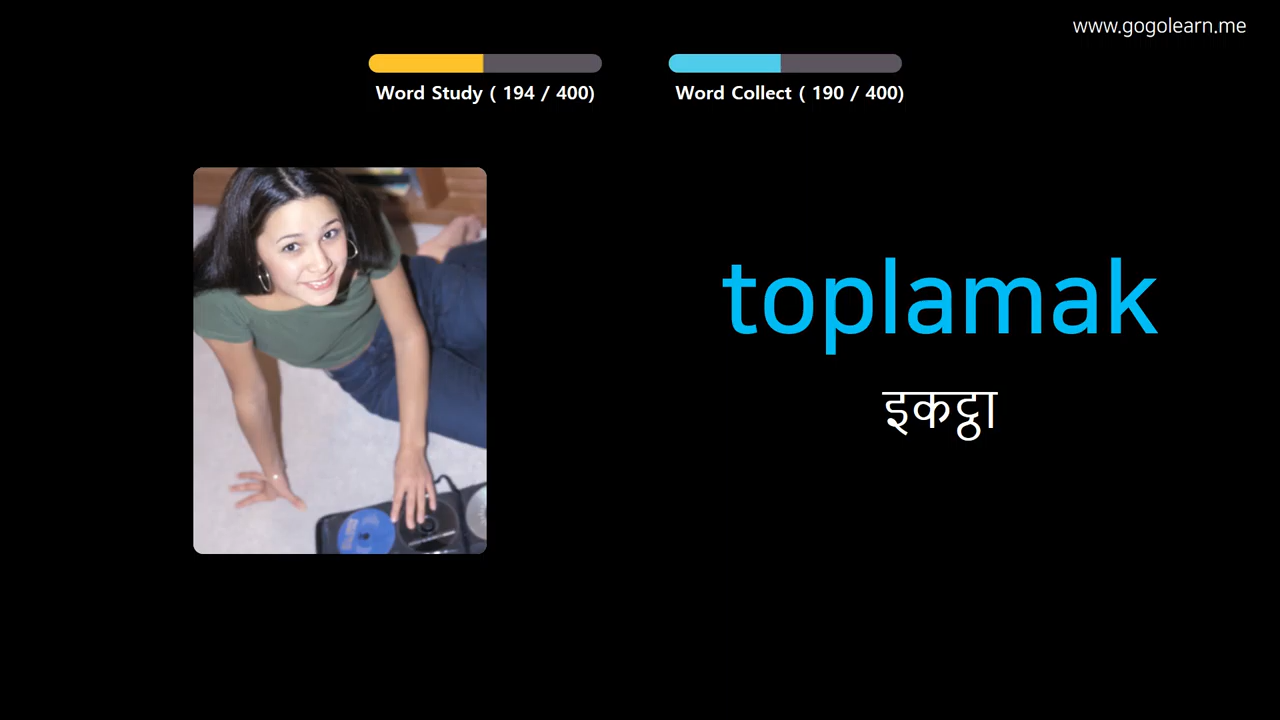 www.gogolearn.me
Word Study ( 194 / 400)
Word Collect ( 190 / 400)
toplamak
इकट्ठा